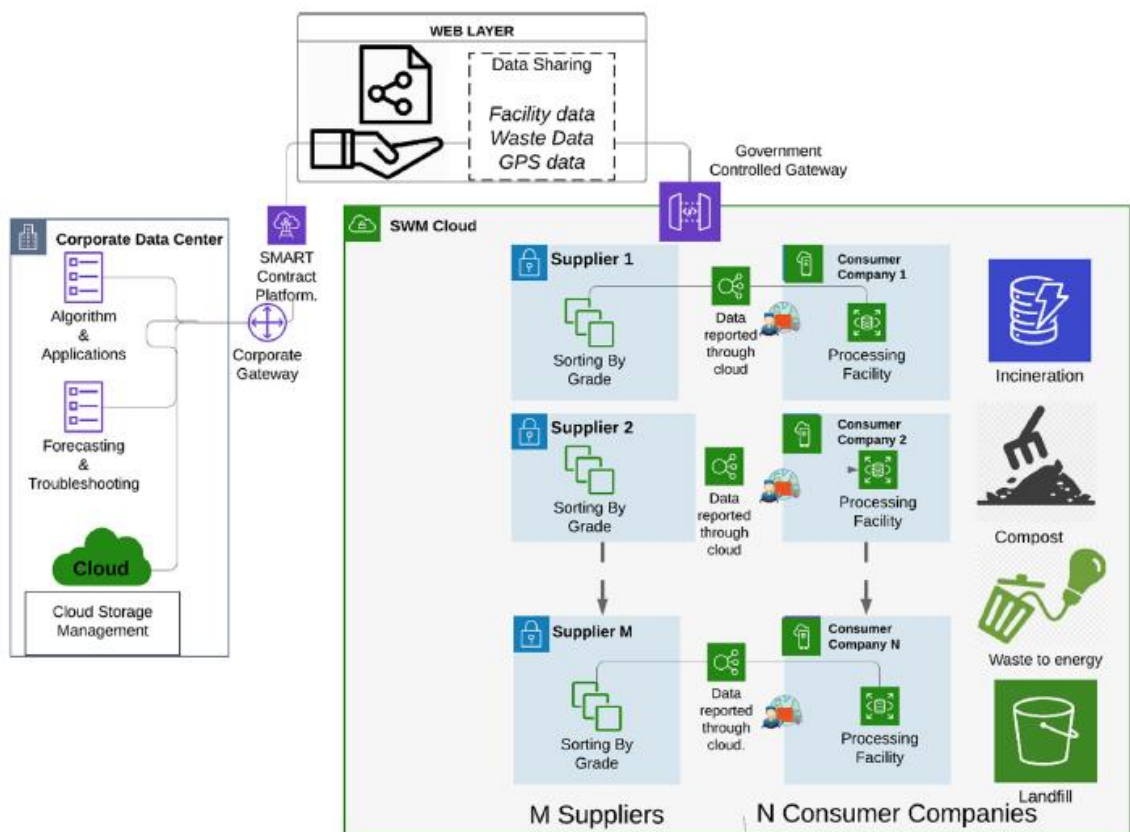 WEB LAYER
Data Sharing
Facility data
Waste Data
GPS data
Government
Controlled Gateway
Corporate Data Center
Algorithm
&
Applications
Forecasting
&
Troubleshooting
Cloud
Cloud Storage
Management
SMART
Contract
Platform.
Corporate
Gateway
SWM Cloud
Supplier 1
Sorting By
Grade
Data
reported
through
cloud
Consumer
Company 1
Processing
Facility
Incineration
Supplier 2
Sorting By
Grade
Data
reported
through
cloud
Consumer
Company 2
Processing
Facility
Compost
Waste to energy
Supplier M
Sorting By
Grade
Data
reported
through
cloud.
Consumer
Company N
Processing
Facility
Landfill
M Suppliers
N Consumer Companies